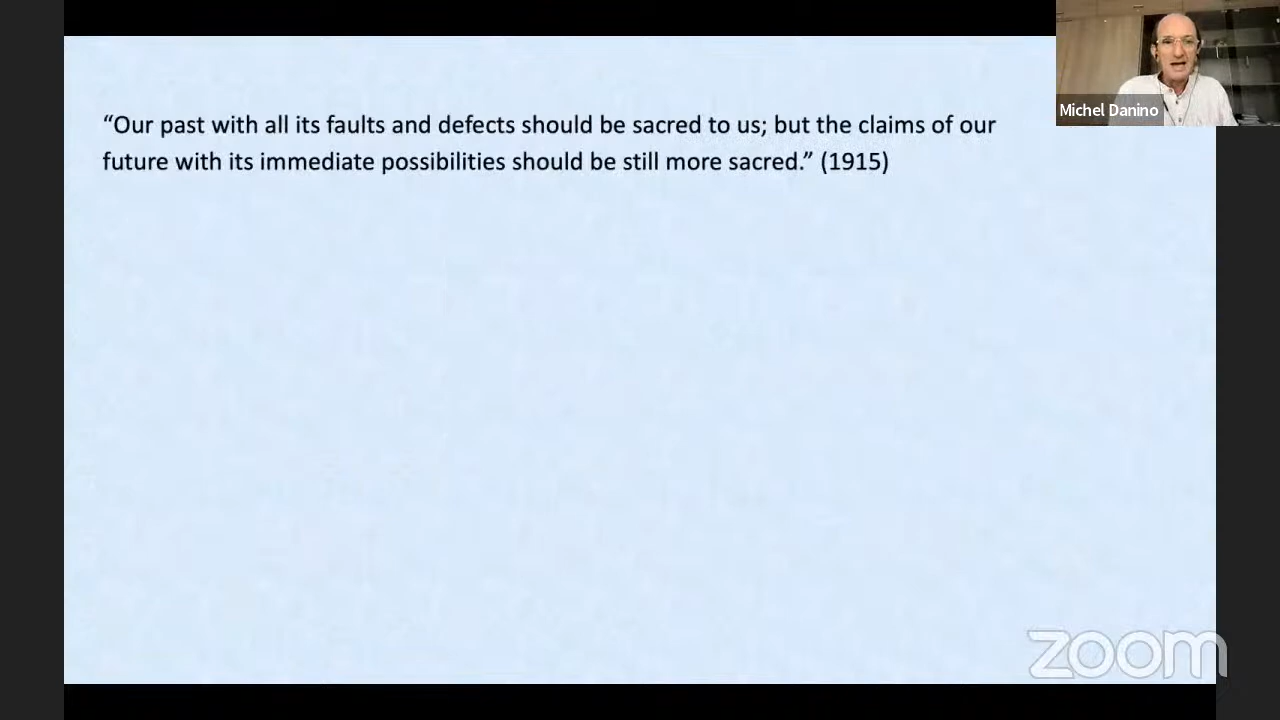 “Our past with all its faults and defects should be sacred to us; but the claims of our
future with its immediate possibilities should be still more sacred.” (1915)
Michel Danino
zoom